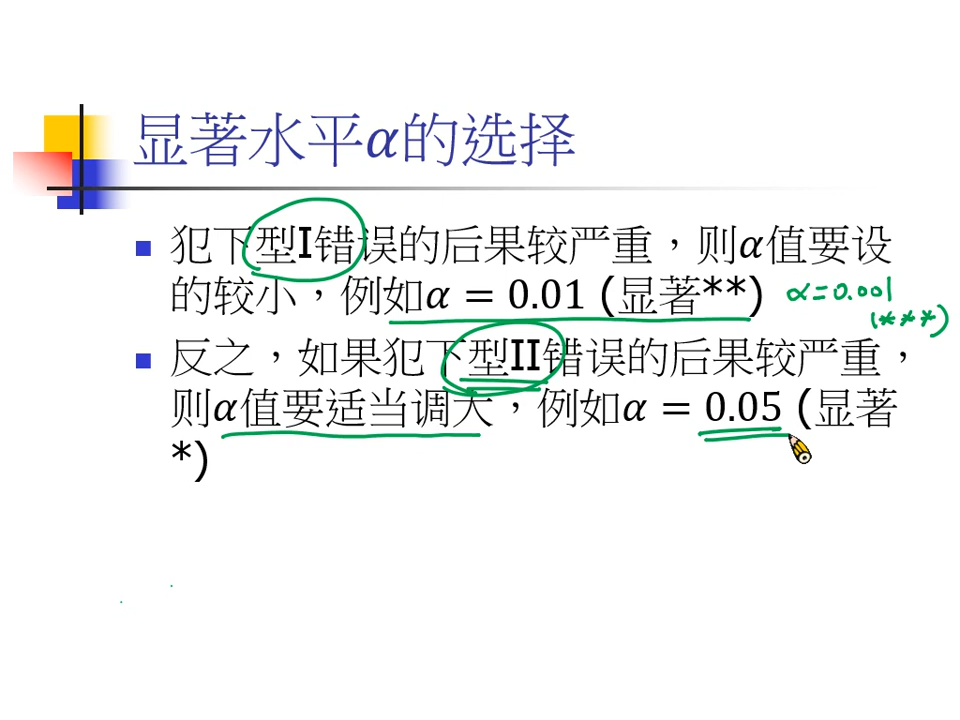 显著水平α的选择
犯下型I错误的后果较严重，则α值要设
的较小，例如α = 0.01 (显著**) α=0.001
(***)
反之，如果犯下型II错误的后果较严重，
则α值要适当调大，例如α = 0.05 (显著
*)